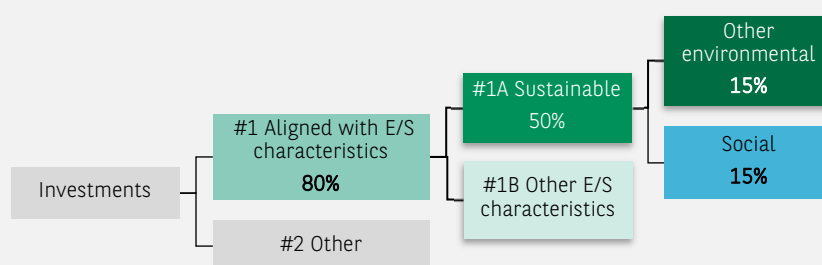 Investments
#1 Aligned with E/S
characteristics
80%
#2 Other
#1A Sustainable
50%
#1B Other E/S
characteristics
Other
environmental
15%
Social
15%